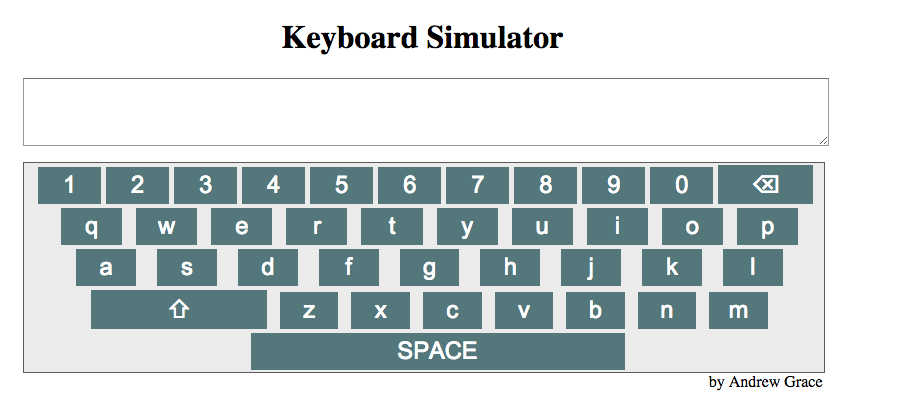 Keyboard Simulator
1 2 3 4 5 6 7 8 9 0 ⌫
q w e r t y u i o p
a s d f g h j k l
⇧ z x c v b n m
SPACE
by Andrew Grace